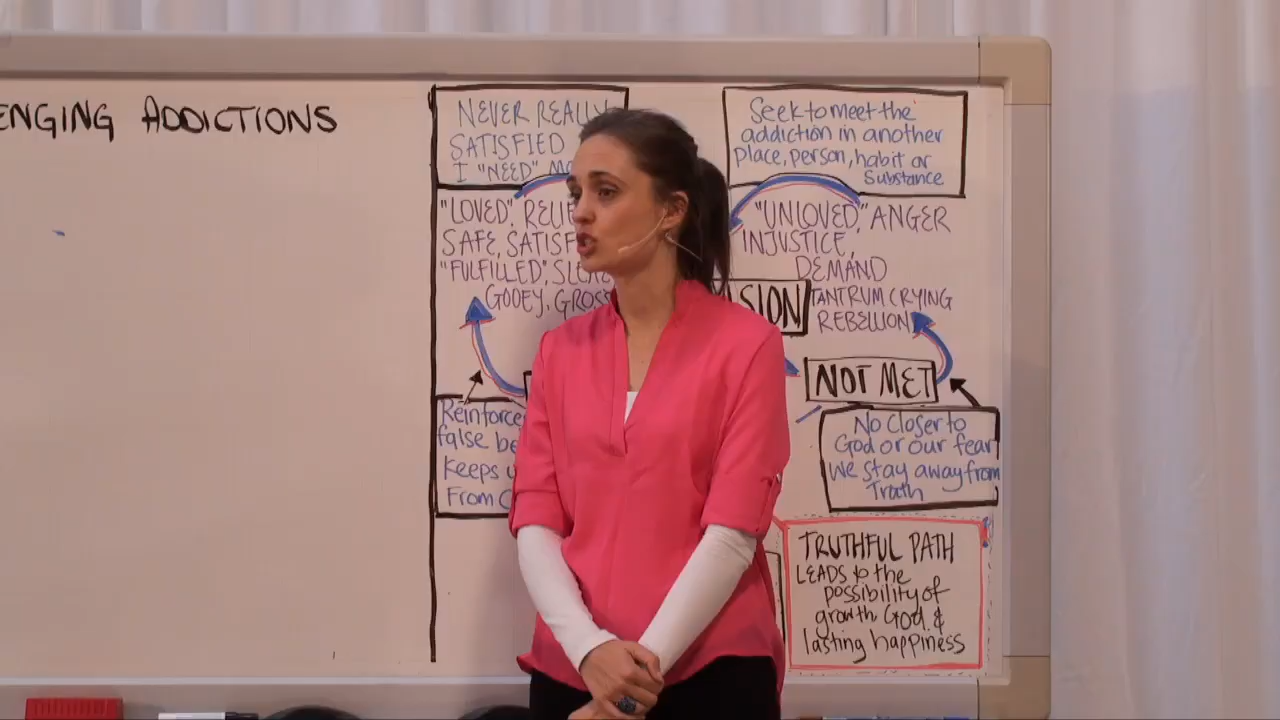 ENGING ADDICTIONS
NEVER REALLY
SATISFIED
I "NEED"
"LOVED", RELIE
SAFE, SATISF
"FULFILLED",
GOOEY, GROSS
Reinforce
false be
Keeps
From
Seek to meet the
addiction in another
place, person, habit or
Substance
"UNLOVED", ANGER
INJUSTICE,
DEMAND
SION
TANTRUM CRYING
REBELLION
NOT MET
No closer to
God or our fear
We stay away from
Truth
TRUTHFUL PATH
LEADS to the
possibility of
growth God &
lasting happiness